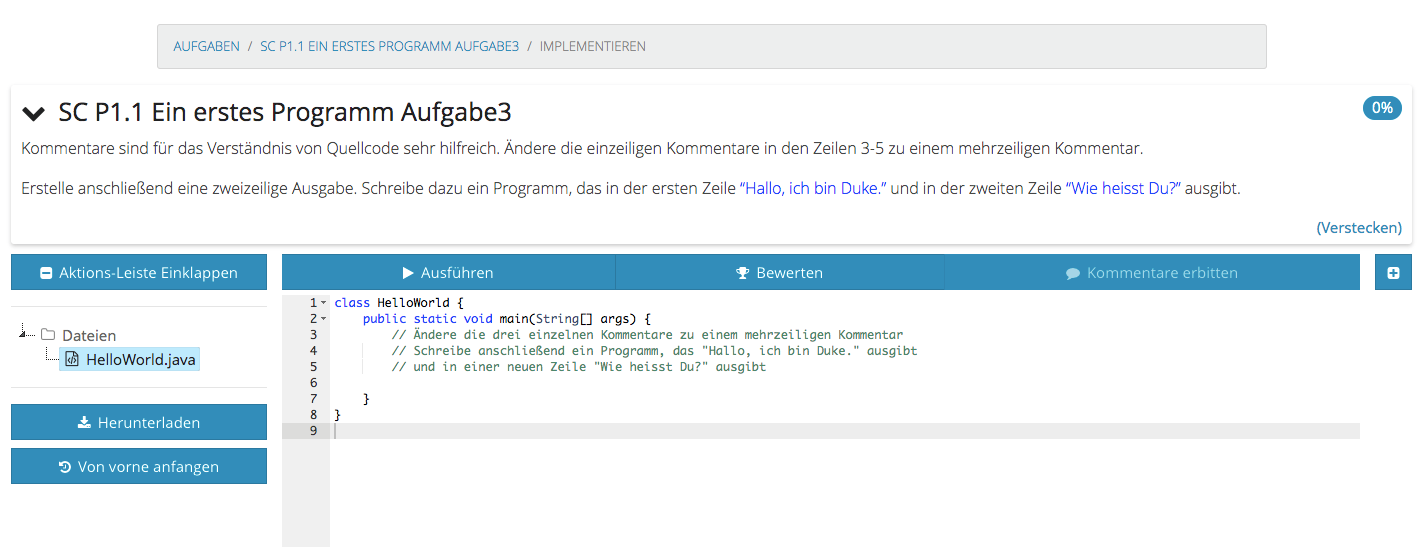 AUFGABEN / SC P1.1 EIN ERSTES PROGRAMM AUFGABE3 / IMPLEMENTIEREN
SC P1.1 Ein erstes Programm Aufgabe3
0%
Kommentare sind für das Verständnis von Quellcode sehr hilfreich. Ändere die einzeiligen Kommentare in den Zeilen 3-5 zu einem mehrzeiligen Kommentar.
Erstelle anschließend eine zweizeilige Ausgabe. Schreibe dazu ein Programm, das in der ersten Zeile “Hallo, ich bin Duke.” und in der zweiten Zeile “Wie heisst Du?” ausgibt.
(Verstecken)
Aktions-Leiste Einklappen
Ausführen
Bewerten
Kommentare erbitten
Dateien
HelloWorld.java
Herunterladen
Von vorne anfangen
1 class HelloWorld {
2     public static void main(String[] args) {
3         // Ändere die drei einzelnen Kommentare zu einem mehrzeiligen Kommentar
4         // Schreibe anschließend ein Programm, das "Hallo, ich bin Duke." ausgibt
5         // und in einer neuen Zeile "Wie heisst Du?" ausgibt
6
7     }
8 }
9